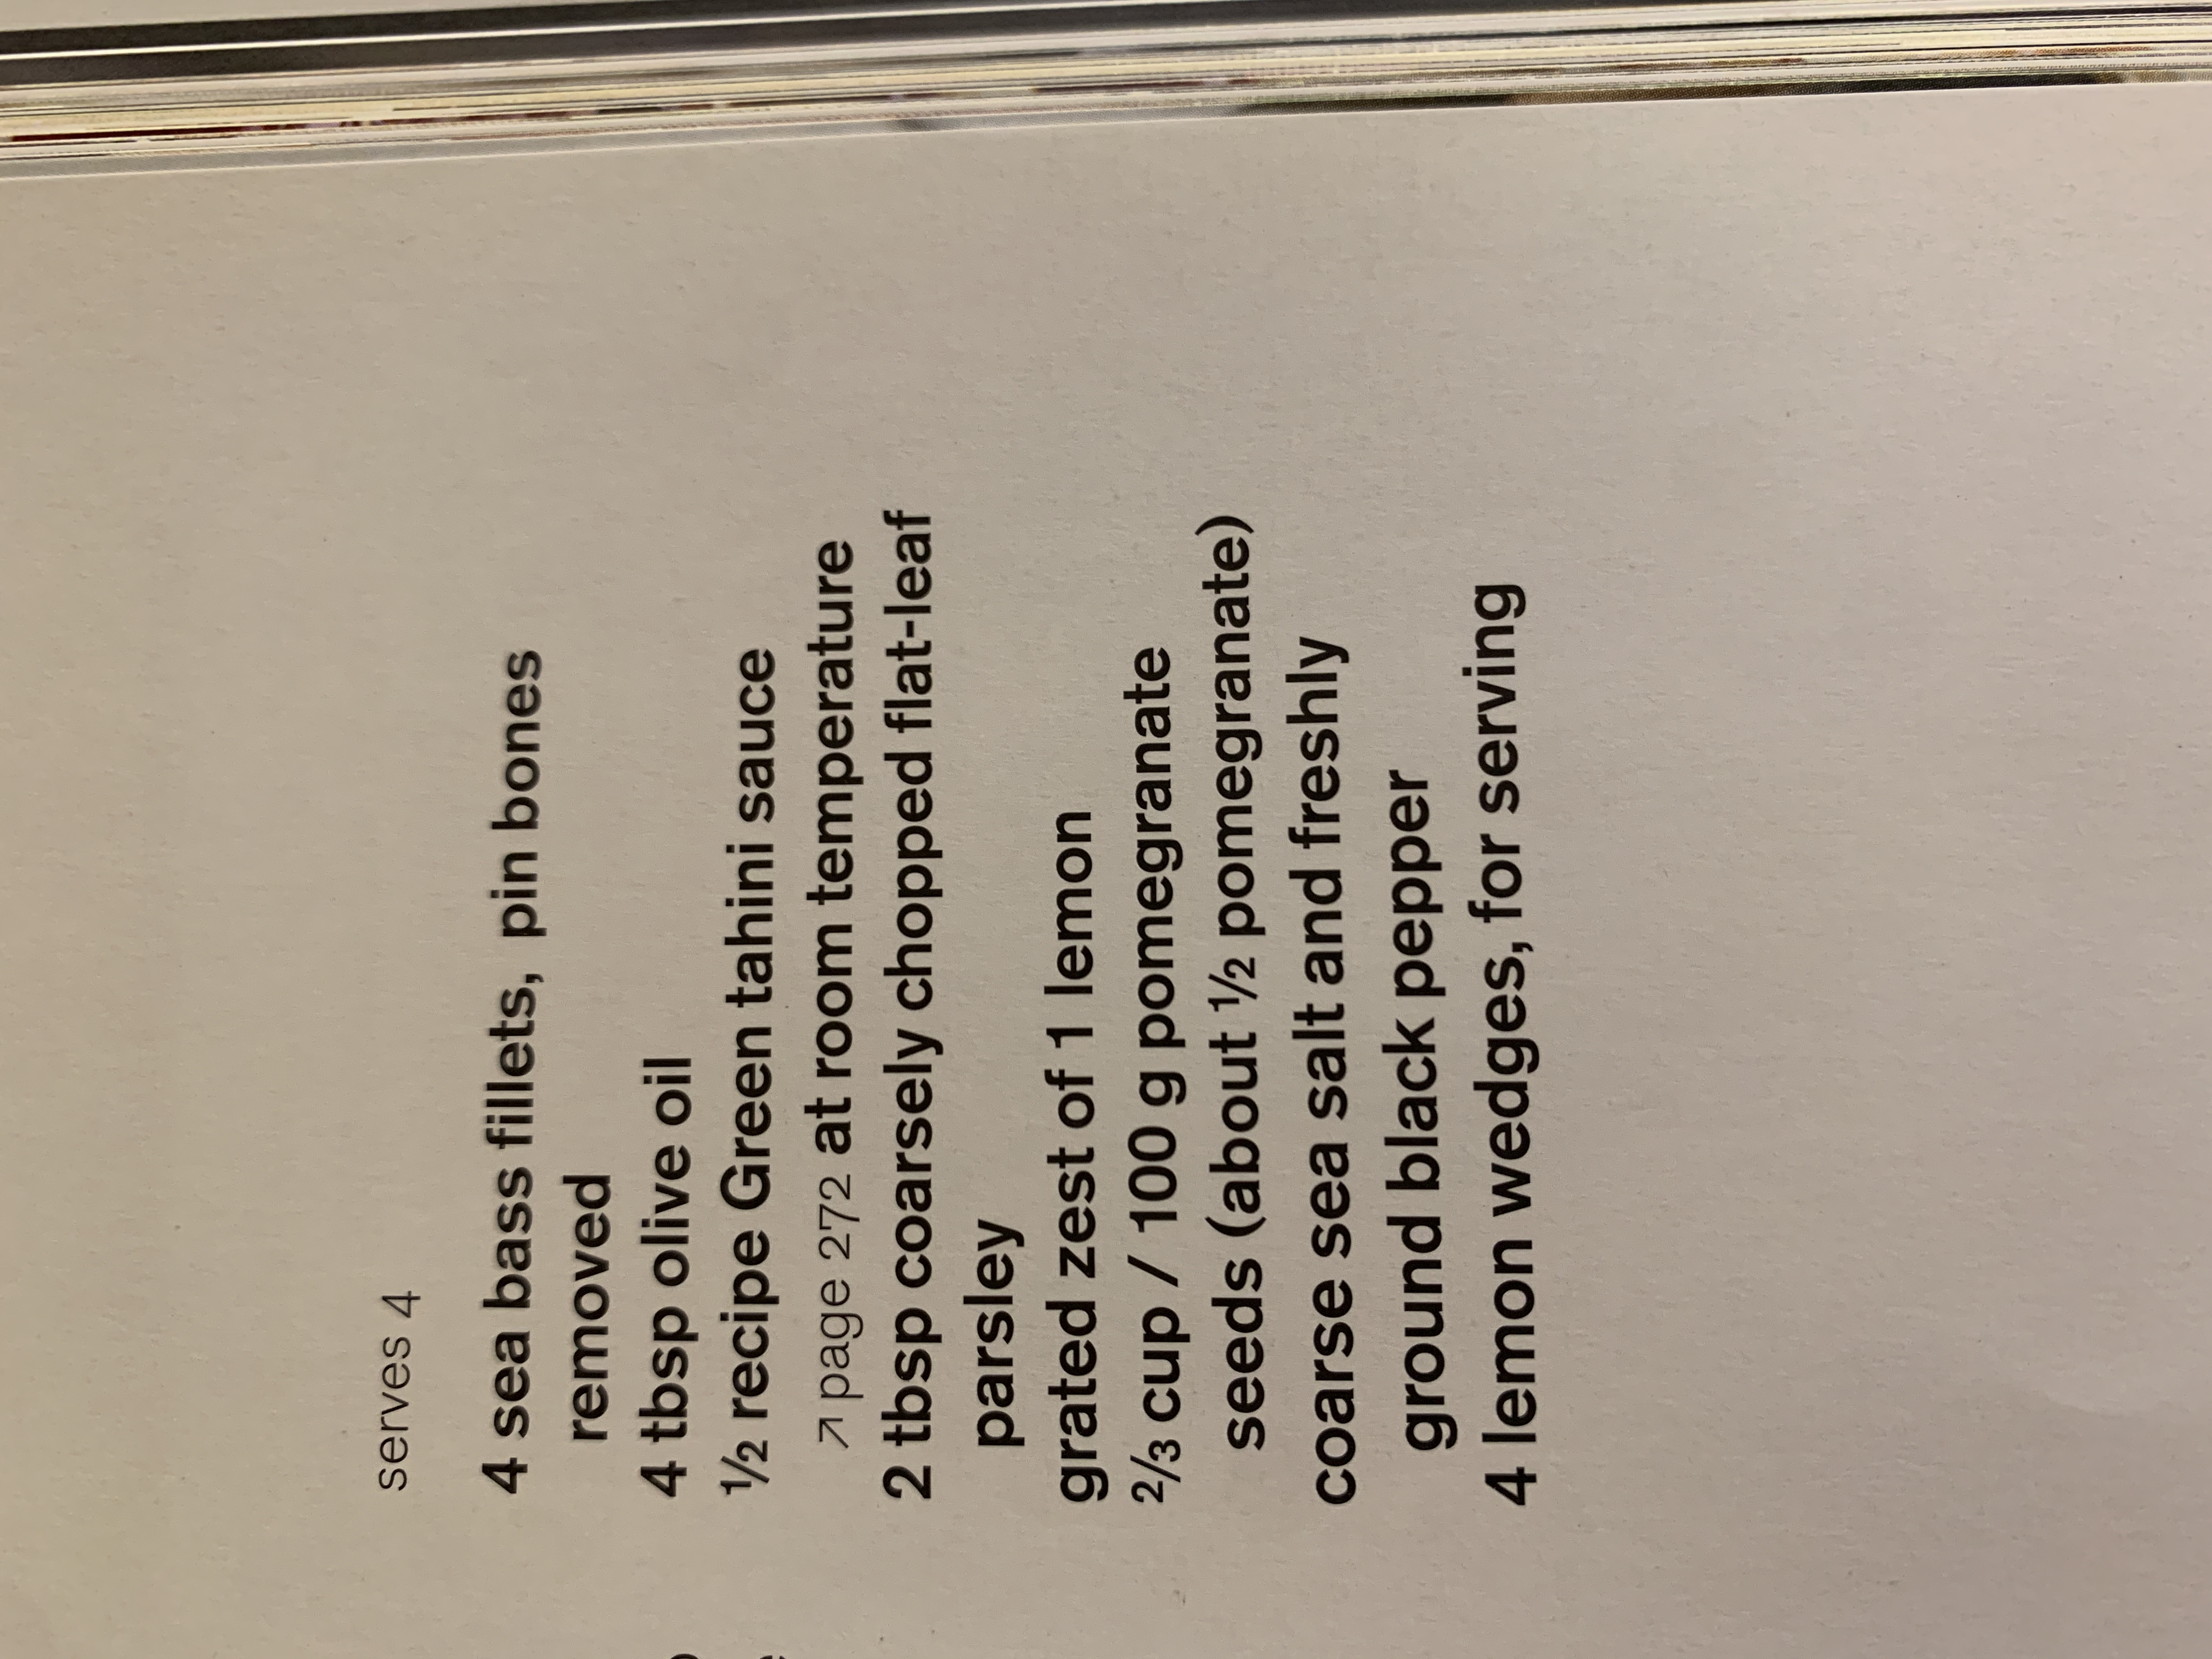 serves 4
4 sea bass fillets, pin bones
removed
4 tbsp olive oil
½ recipe Green tahini sauce
↗ page 272 at room temperature
2 tbsp coarsely chopped flat-leaf
parsley
grated zest of 1 lemon
⅔ cup / 100 g pomegranate
seeds (about ½ pomegranate)
coarse sea salt and freshly
ground black pepper
4 lemon wedges, for serving